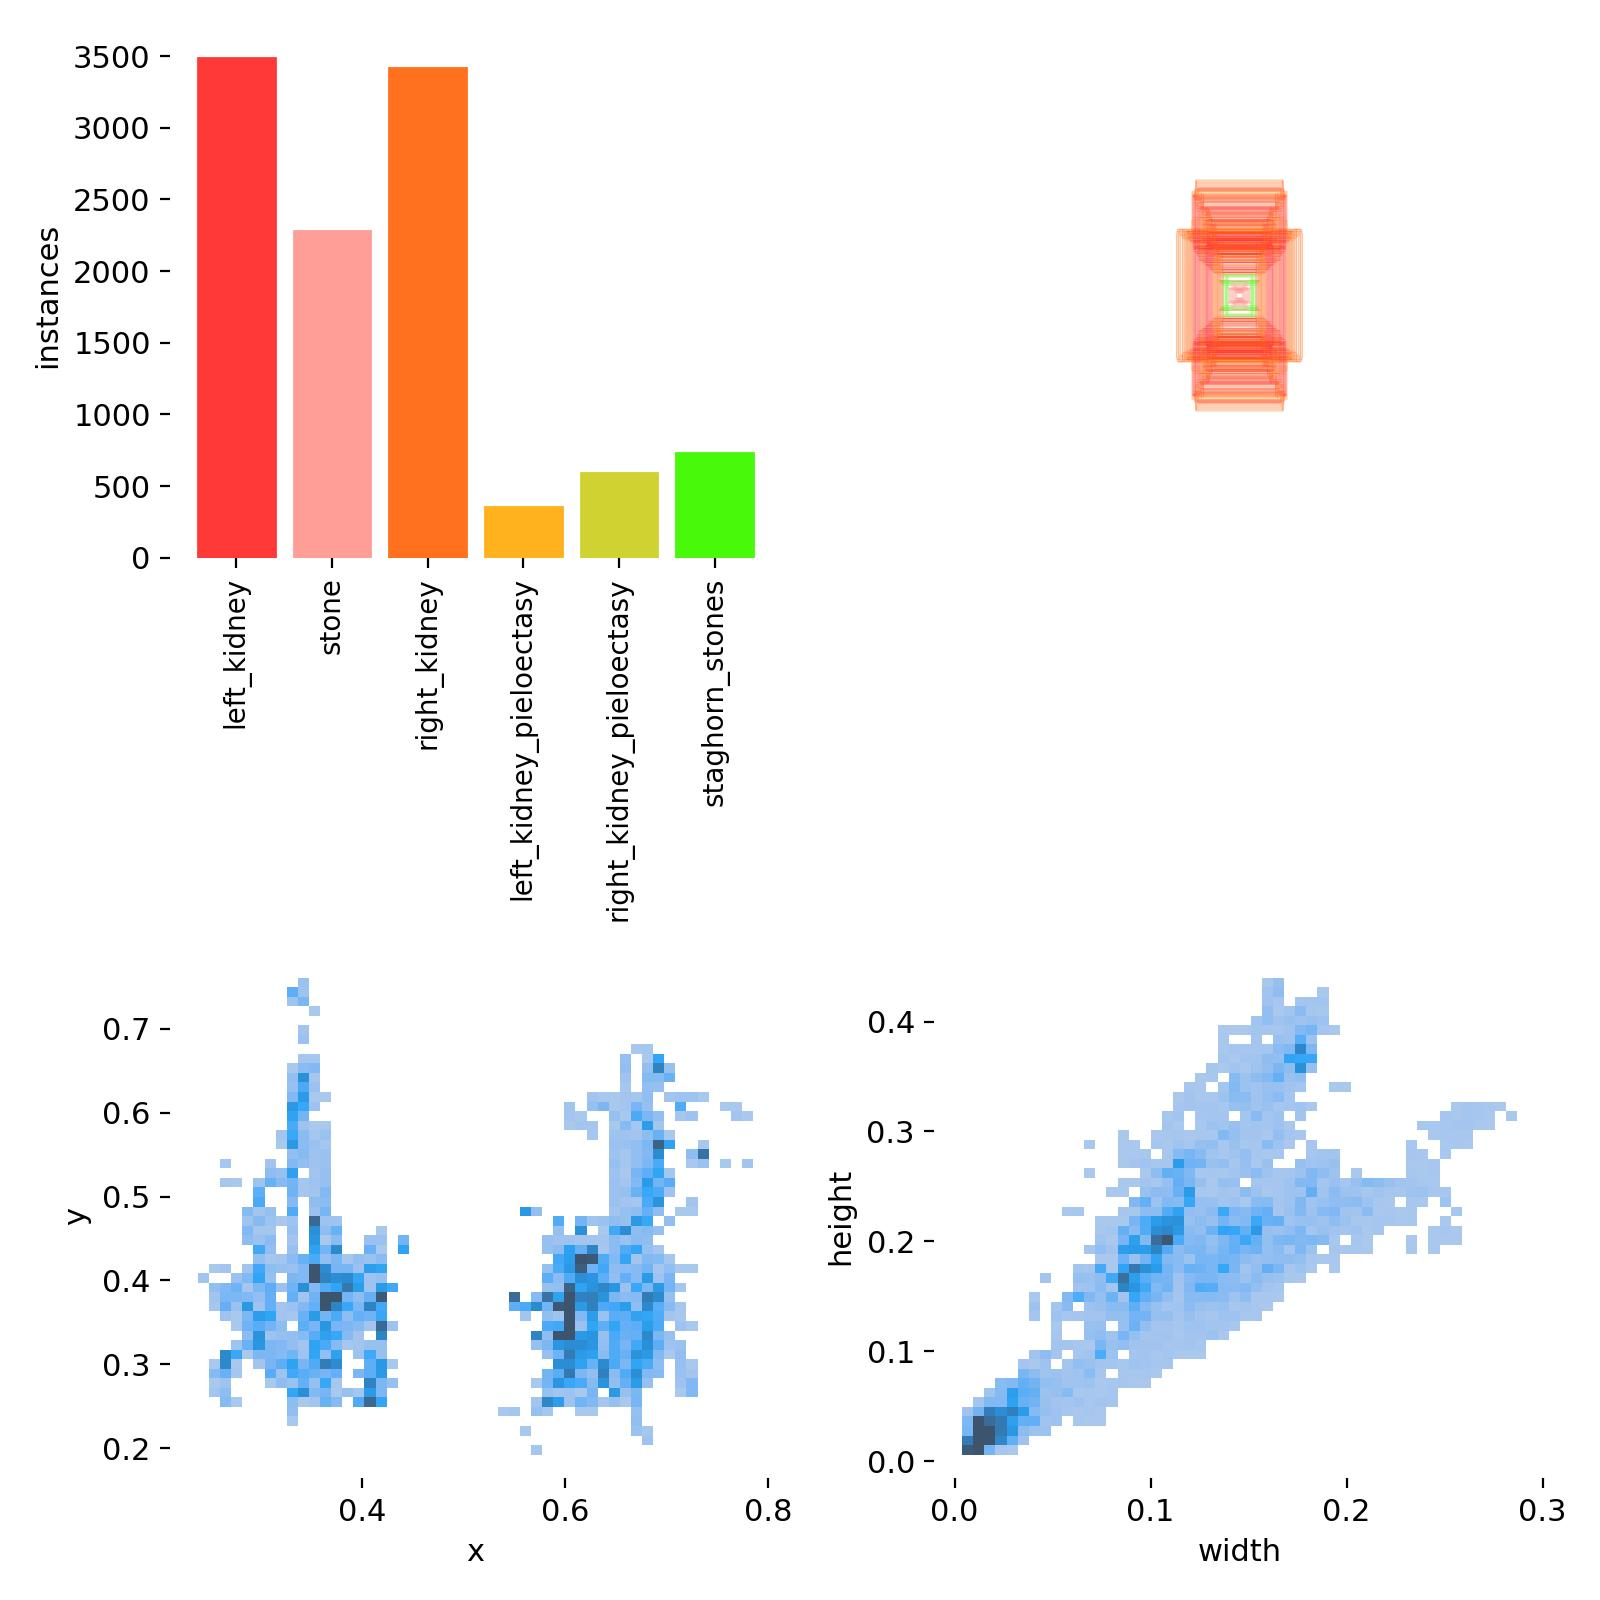 3500
3000
2500
2000
1500
1000
500
0
instances
left_kidney
stone
right_kidney
left_kidney_pieloectasy
right_kidney_pieloectasy
staghorn_stones
0.7
0.6
0.5
0.4
0.3
0.2
y
0.4
0.6
0.8
x
0.4
0.3
0.2
0.1
0.0
height
0.0
0.1
0.2
0.3
width